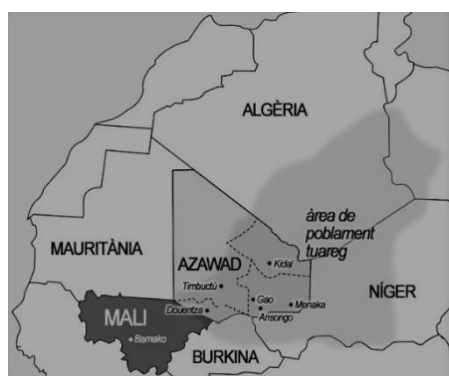 ALGÈRIA
àrea de
poblament
tuareg
MAURITÀNIA
AZAWAD
Kidal
Timbuctú
Gao
Menaka
NÍGER
Douentza
Ansongo
MALI
Bamako
BURKINA